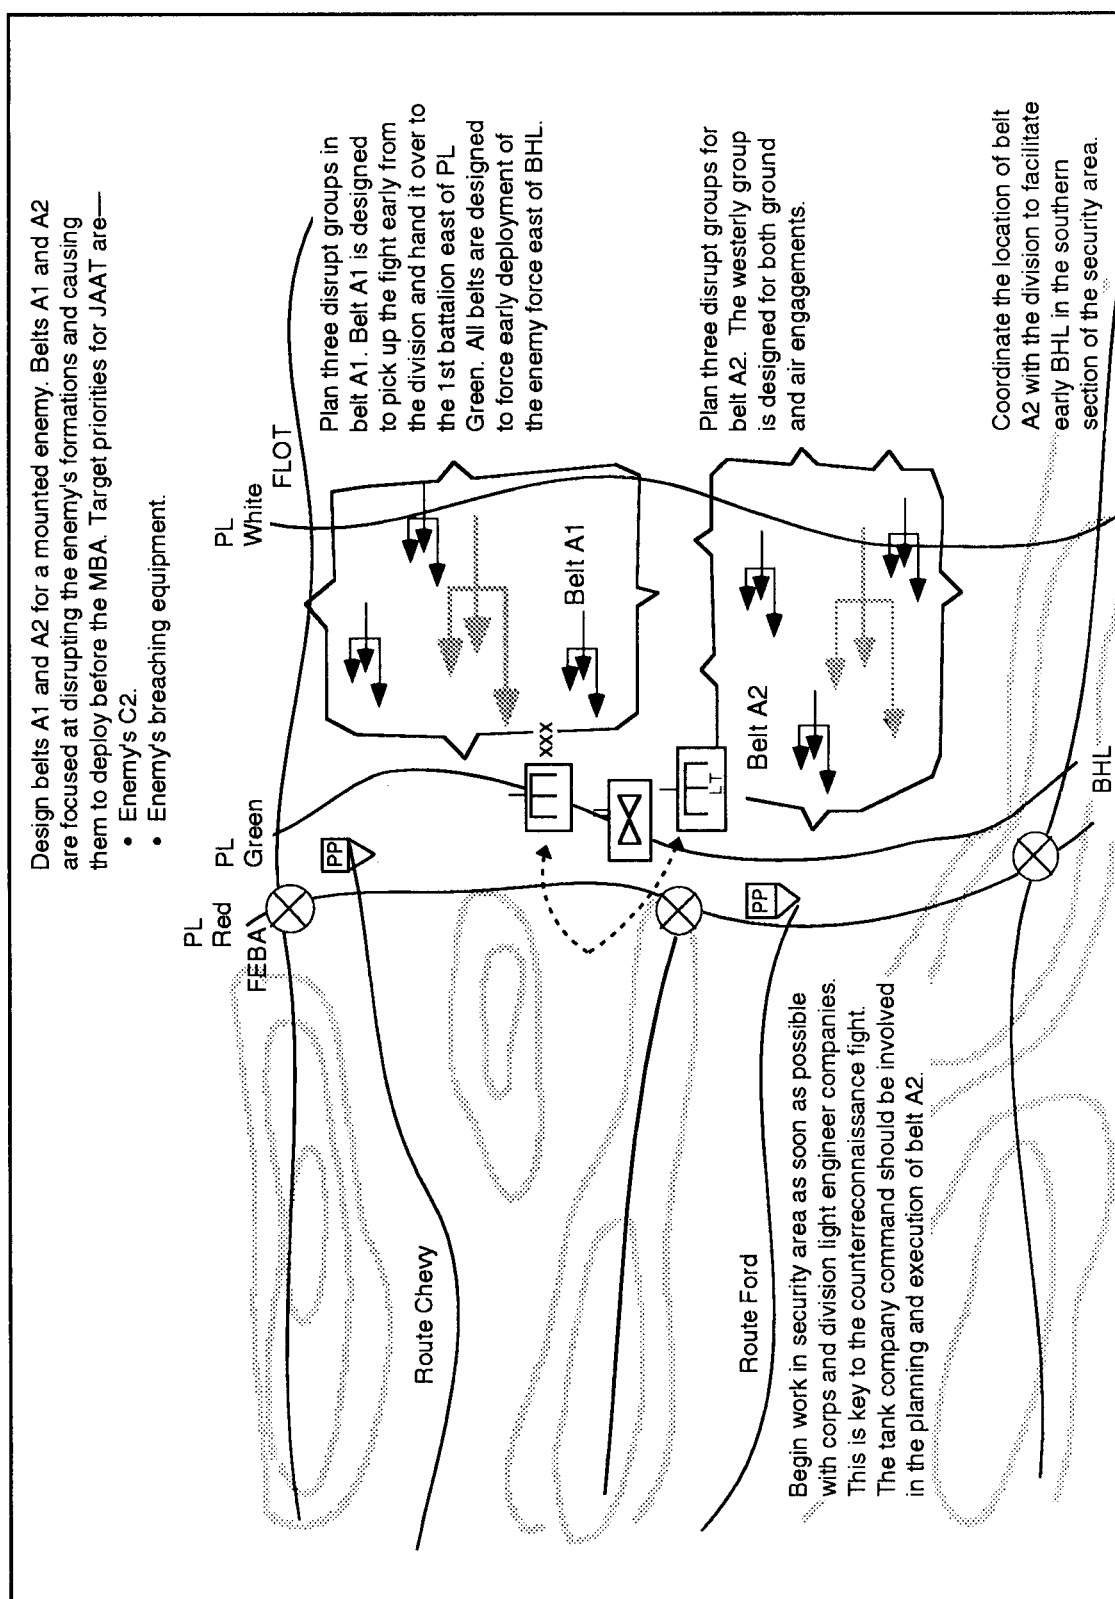 Design belts A1 and A2 for a mounted enemy. Belts A1 and A2
are focused at disrupting the enemy's formations and causing
them to deploy before the MBA. Target priorities for JAAT are—
• Enemy's C2.
• Enemy's breaching equipment.
PL
Red
FEBA
PL
Green
PL
White
FLOT
Plan three disrupt groups in
belt A1. Belt A1 is designed
to pick up the fight early from
the division and hand it over to
the 1st battalion east of PL
Green. All belts are designed
to force early deployment of
the enemy force east of BHL.
PP
Route Chevy
XXX
Belt A1
LT
Belt A2
Plan three disrupt groups for
belt A2. The westerly group
is designed for both ground
and air engagements.
PP
Route Ford
Begin work in security area as soon as possible
with corps and division light engineer companies.
This is key to the counterreconnaissance fight.
The tank company command should be involved
in the planning and execution of belt A2.
Coordinate the location of belt
A2 with the division to facilitate
early BHL in the southern
section of the security area.
BHL